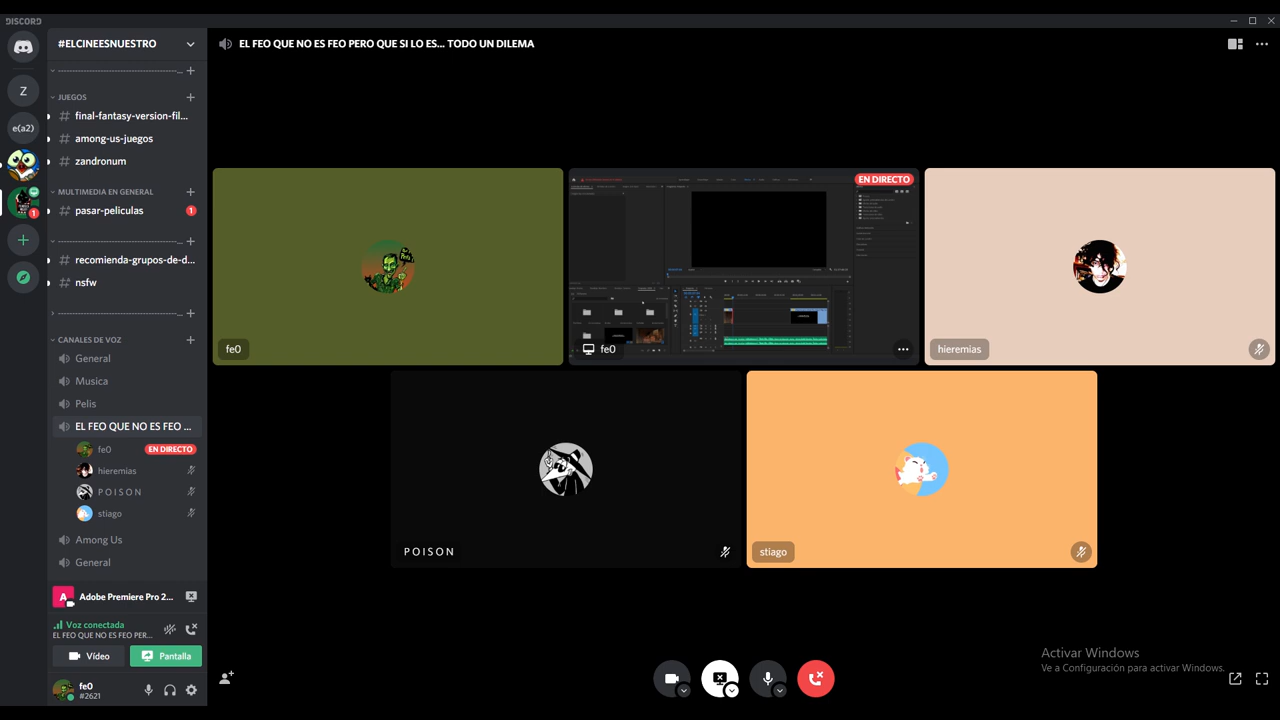 DISCORD
#ELCINEESNUESTRO
EL FEO QUE NO ES FEO PERO QUE SI LO ES... TODO UN DILEMA
Z
e(a2)
1
JUEGOS
final-fantasy-version-fil...
among-us-juegos
zandronum
MULTIMEDIA EN GENERAL
pasar-peliculas 1
recomienda-grupos-de-d...
nsfw
CANALES DE VOZ
General
Musica
Pelis
EL FEO QUE NO ES FEO ...
fe0 EN DIRECTO
hieremias
P O I S O N
stiago
Among Us
General
Adobe Premiere Pro 2...
Voz conectada
EL FEO QUE NO ES FEO PER...
Vídeo
Pantalla
fe0
#2621
fe0
EN DIRECTO
fe0
hieremias
P O I S O N
stiago
Activar Windows
Ve a Configuración para activar Windows.